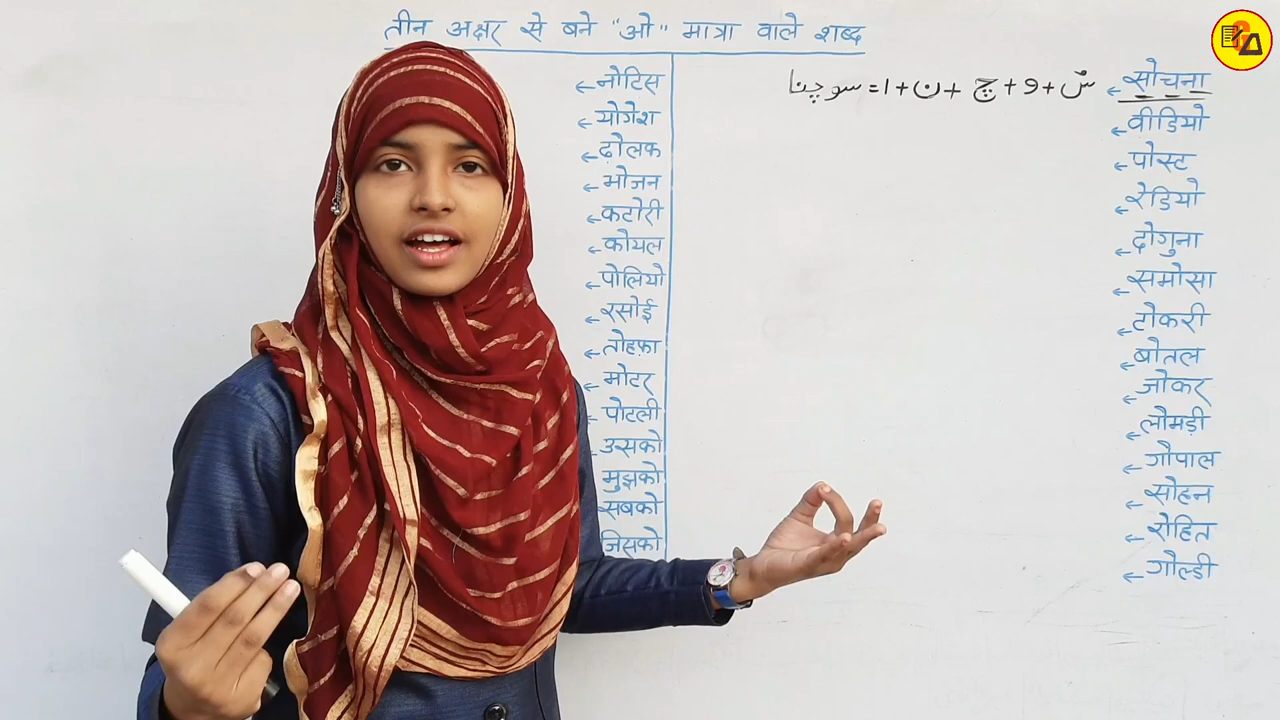 तीन अक्षर से बने "ओ" मात्रा वाले शब्द
← सोचना
س + و + چ + ن + ا = سوچنا
← वीडियो
← पोस्ट
← रेडियो
← दोगुना
← समोसा
← टोकरी
← बोतल
← जोकर
← लोमड़ी
← गोपाल
← सोहन
← रोहित
← गोल्डी
← नोटिस
← योगेश
← ढ़ोलक
← भोजन
← कटोरी
← कोयल
← पोलियो
← रसोई
← तोहफ़ा
← मोटर
← पोटली
उसको
मुझको
सबको
जिसको